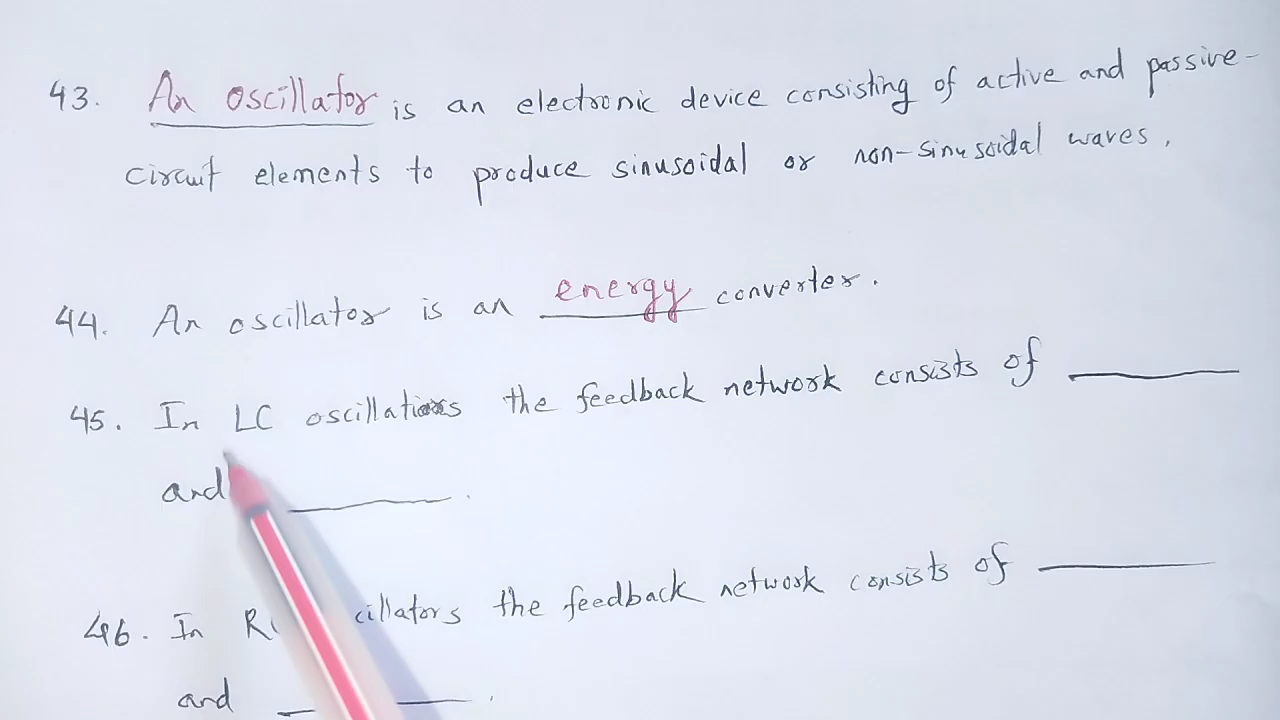 43. An oscillator is an electronic device consisting of active and passive-
circuit elements to produce sinusoidal or non-sinusoidal waves.
44. An oscillator is an energy converter.
45. In LC oscillators the feedback network consists of ______
and ______.
46. In R cillators the feedback network consists of ______
and ______.